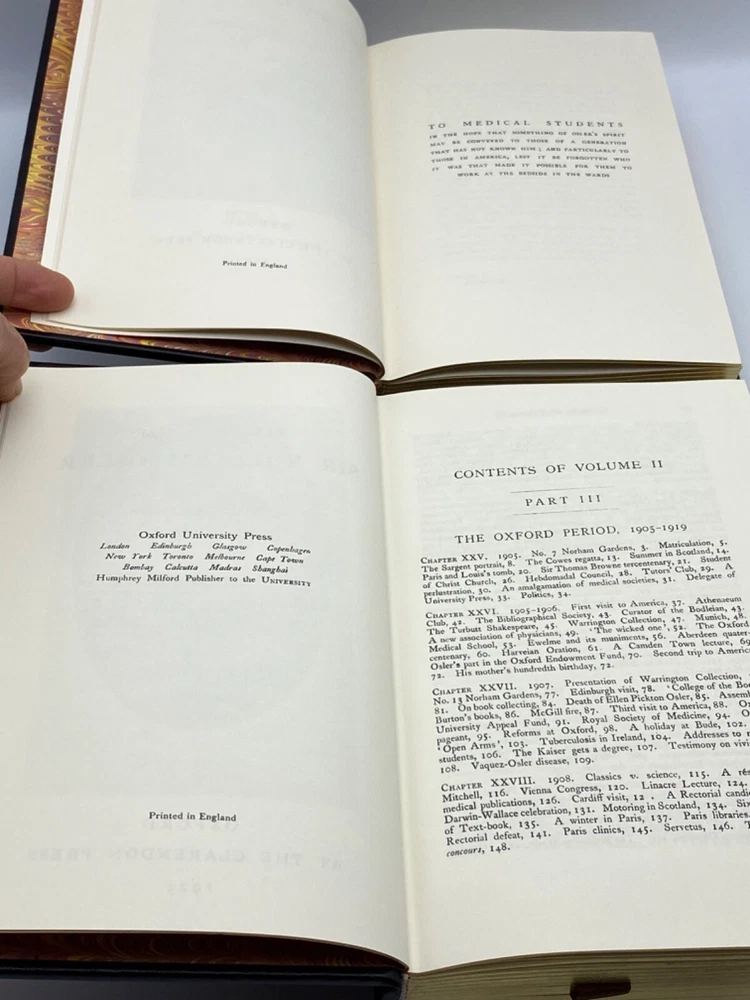 TO MEDICAL STUDENTS
IN THE HOPE THAT SOMETHING OF OSLER'S SPIRIT
MAY BE CONVEYED TO THOSE OF A GENERATION
THAT HAS NOT KNOWN HIM; AND PARTICULARLY TO
THOSE IN AMERICA, LEST IT BE FORGOTTEN WHO
IT WAS THAT MADE IT POSSIBLE FOR THEM TO
WORK AT THE BEDSIDE IN THE WARDS
Printed in England
Oxford University Press
London Edinburgh Glasgow Copenhagen
New York Toronto Melbourne Cape Town
Bombay Calcutta Madras Shanghai
Humphrey Milford Publisher to the UNIVERSITY
Printed in England
CONTENTS OF VOLUME II
PART III
THE OXFORD PERIOD, 1905-1919
CHAPTER XXV. 1905. No. 7 Norham Gardens, 3. Matriculation, 5.
The Sargent portrait, 8. The Cowes regatta, 13. Summer in Scotland, 14.
Paris and Louis's tomb, 20. Sir Thomas Browne tercentenary, 21. Student
of Christ Church, 26. Hebdomadal Council, 28. Tutors' Club, 29. A
perlustration, 30. An amalgamation of medical societies, 31. Delegate of
University Press, 33. Politics, 34.
CHAPTER XXVI. 1905-1906. First visit to America, 37. Athenaeum
Club, 42. The Bibliographical Society, 43. Curator of the Bodleian, 43.
The Turbutt Shakespeare, 45. Warrington Collection, 47. Munich, 48.
A new association of physicians, 49. 'The wicked one', 52. The Oxford
Medical School, 53. Ewelme and its muniments, 56. Aberdeen quater-
centenary, 60. Harveian Oration, 61. A Camden Town lecture, 69
Osler's part in the Oxford Endowment Fund, 70. Second trip to Americ
72. His mother's hundredth birthday, 72.
CHAPTER XXVII. 1907. Presentation of Warrington Collection,
No. 13 Norham Gardens, 77. Edinburgh visit, 78. 'College of the Boo
81. On book collecting, 84. Death of Ellen Pickton Osler, 85. Assemb
Burton's books, 86. McGill fire, 87. Third visit to America, 88. Ox
University Appeal Fund, 91. Royal Society of Medicine, 94. O
pageant, 95. Reforms at Oxford, 98. A holiday at Bude, 102.
'Open Arms', 103. Tuberculosis in Ireland, 104. Addresses to
students, 106. The Kaiser gets a degree, 107. Testimony on vivi
108. Vaquez-Osler disease, 109.
CHAPTER XXVIII. 1908. Classics v. science, 115. A rés
Mitchell, 116. Vienna Congress, 120. Linacre Lecture, 124.
medical publications, 126. Cardiff visit, 12 . A Rectorial candid
Darwin-Wallace celebration, 131. Motoring in Scotland, 134. Six
of Text-book, 135. A winter in Paris, 137. Paris libraries.
Rectorial defeat, 141. Paris clinics, 145. Servetus, 146. T
concours, 148.